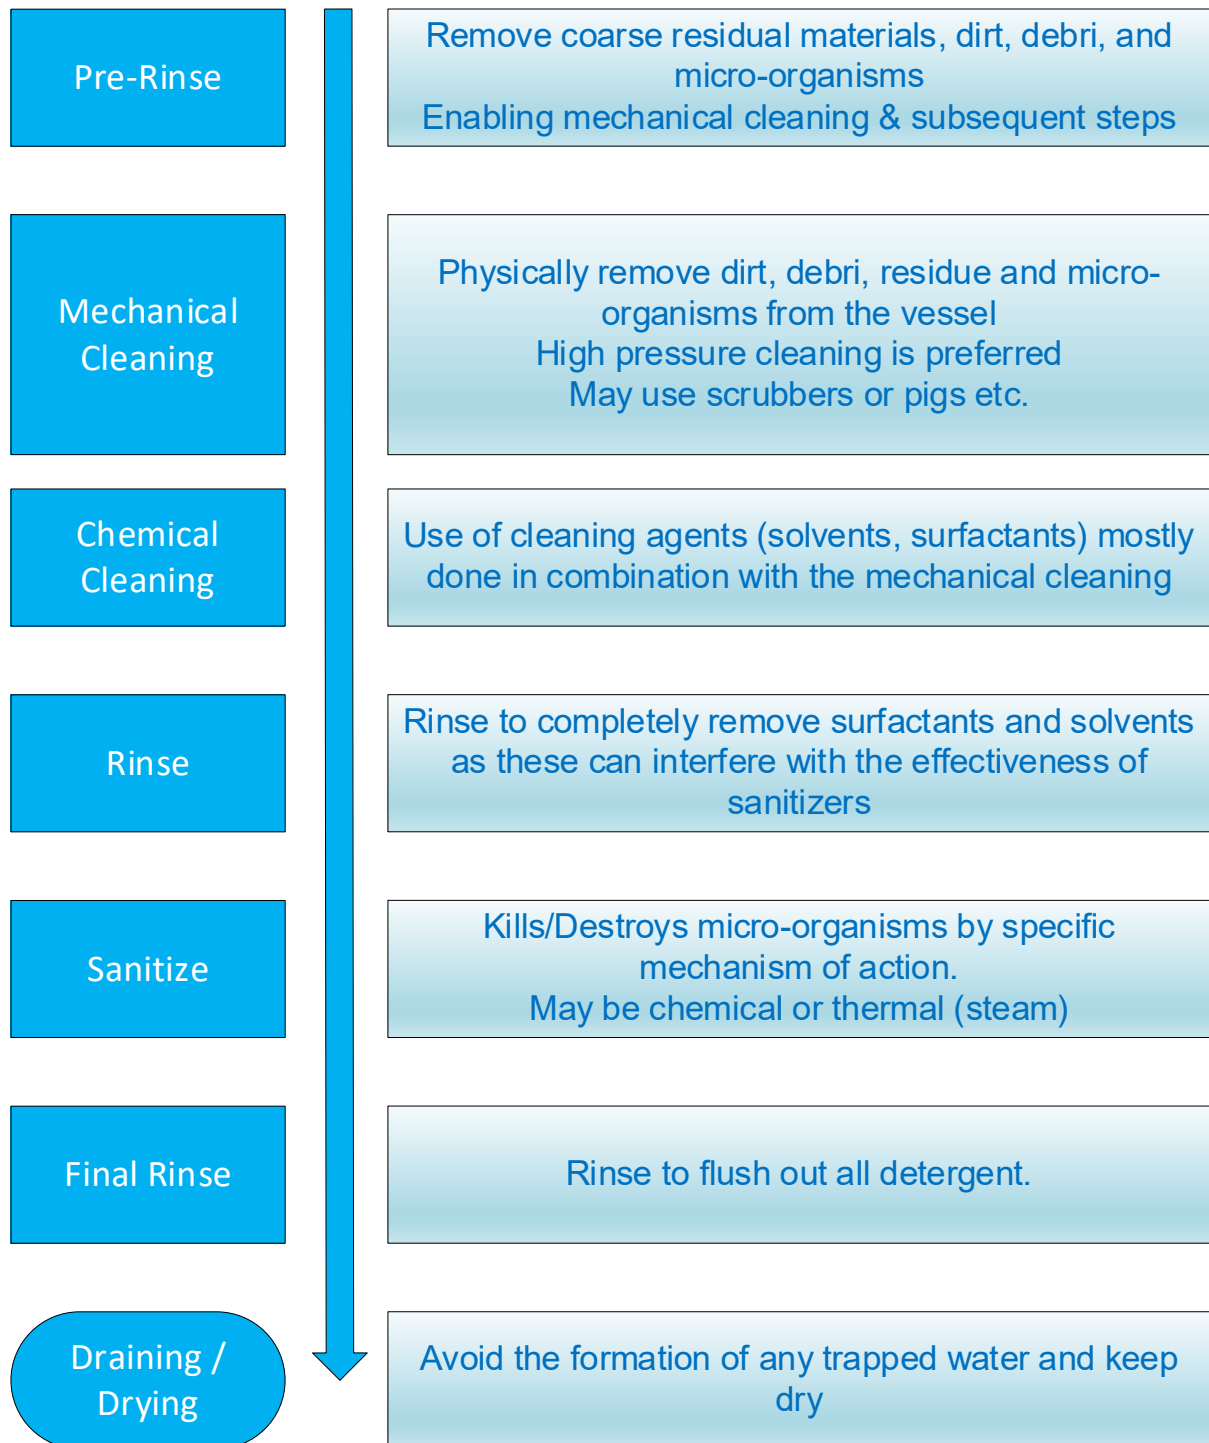 Pre-Rinse
Remove coarse residual materials, dirt, debri, and
micro-organisms
Enabling mechanical cleaning & subsequent steps
Mechanical
Cleaning
Physically remove dirt, debri, residue and micro-
organisms from the vessel
High pressure cleaning is preferred
May use scrubbers or pigs etc.
Chemical
Cleaning
Use of cleaning agents (solvents, surfactants) mostly
done in combination with the mechanical cleaning
Rinse
Rinse to completely remove surfactants and solvents
as these can interfere with the effectiveness of
sanitizers
Sanitize
Kills/Destroys micro-organisms by specific
mechanism of action.
May be chemical or thermal (steam)
Final Rinse
Rinse to flush out all detergent.
Draining /
Drying
Avoid the formation of any trapped water and keep
dry